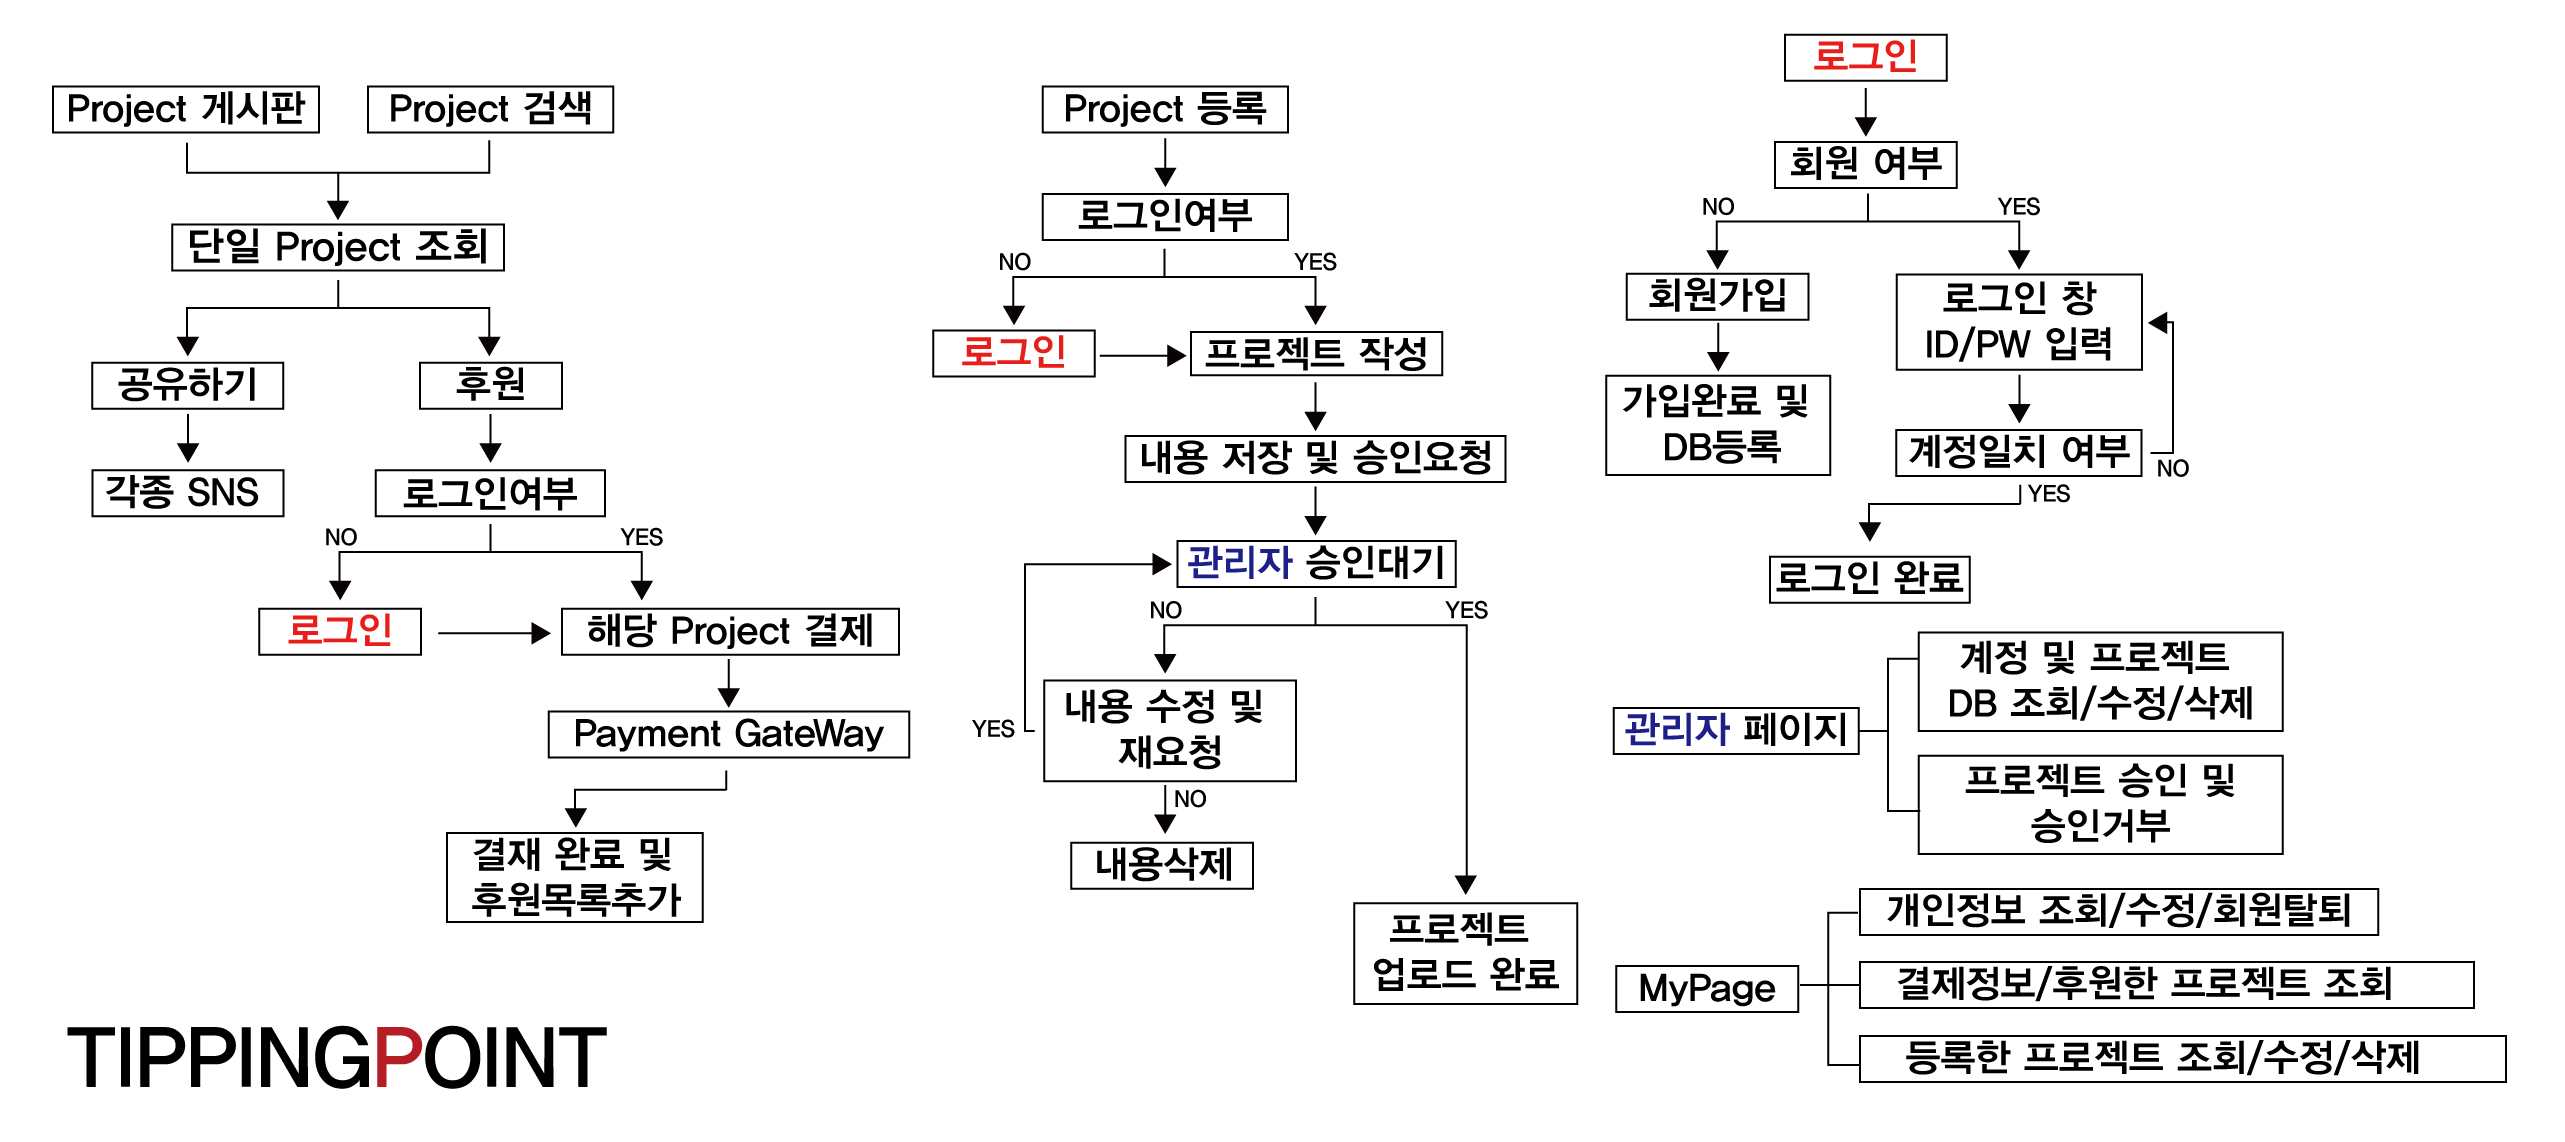 Project 게시판
Project 검색
단일 Project 조회
공유하기
후원
각종 SNS
로그인여부
NO
YES
로그인
해당 Project 결제
Payment GateWay
결재 완료 및
후원목록추가
TIPPINGPOINT
Project 등록
로그인여부
NO
YES
로그인
프로젝트 작성
내용 저장 및 승인요청
관리자 승인대기
NO
YES
내용 수정 및
재요청
YES
NO
내용삭제
프로젝트
업로드 완료
로그인
회원 여부
NO
YES
회원가입
로그인 창
ID/PW 입력
가입완료 및
DB등록
계정일치 여부
NO
YES
로그인 완료
관리자 페이지
계정 및 프로젝트
DB 조회/수정/삭제
프로젝트 승인 및
승인거부
MyPage
개인정보 조회/수정/회원탈퇴
결제정보/후원한 프로젝트 조회
등록한 프로젝트 조회/수정/삭제